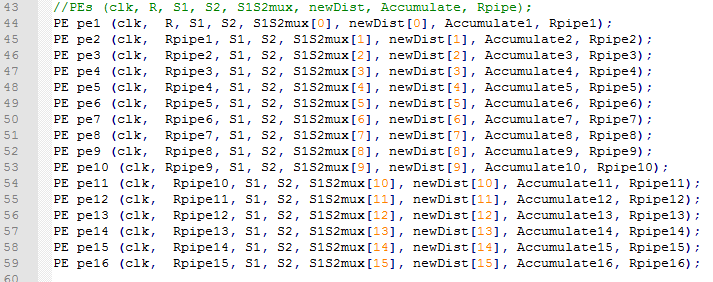 43 //PEs (clk, R, S1, S2, S1S2mux, newDist, Accumulate, Rpipe);
44 PE pe1 (clk,  R, S1, S2, S1S2mux[0], newDist[0], Accumulate1, Rpipe1);
45 PE pe2 (clk,  Rpipe1, S1, S2, S1S2mux[1], newDist[1], Accumulate2, Rpipe2);
46 PE pe3 (clk,  Rpipe2, S1, S2, S1S2mux[2], newDist[2], Accumulate3, Rpipe3);
47 PE pe4 (clk,  Rpipe3, S1, S2, S1S2mux[3], newDist[3], Accumulate4, Rpipe4);
48 PE pe5 (clk,  Rpipe4, S1, S2, S1S2mux[4], newDist[4], Accumulate5, Rpipe5);
49 PE pe6 (clk,  Rpipe5, S1, S2, S1S2mux[5], newDist[5], Accumulate6, Rpipe6);
50 PE pe7 (clk,  Rpipe6, S1, S2, S1S2mux[6], newDist[6], Accumulate7, Rpipe7);
51 PE pe8 (clk,  Rpipe7, S1, S2, S1S2mux[7], newDist[7], Accumulate8, Rpipe8);
52 PE pe9 (clk,  Rpipe8, S1, S2, S1S2mux[8], newDist[8], Accumulate9, Rpipe9);
53 PE pe10 (clk, Rpipe9, S1, S2, S1S2mux[9], newDist[9], Accumulate10, Rpipe10);
54 PE pe11 (clk,  Rpipe10, S1, S2, S1S2mux[10], newDist[10], Accumulate11, Rpipe11);
55 PE pe12 (clk,  Rpipe11, S1, S2, S1S2mux[11], newDist[11], Accumulate12, Rpipe12);
56 PE pe13 (clk,  Rpipe12, S1, S2, S1S2mux[12], newDist[12], Accumulate13, Rpipe13);
57 PE pe14 (clk,  Rpipe13, S1, S2, S1S2mux[13], newDist[13], Accumulate14, Rpipe14);
58 PE pe15 (clk,  Rpipe14, S1, S2, S1S2mux[14], newDist[14], Accumulate15, Rpipe15);
59 PE pe16 (clk,  Rpipe15, S1, S2, S1S2mux[15], newDist[15], Accumulate16, Rpipe16);
60